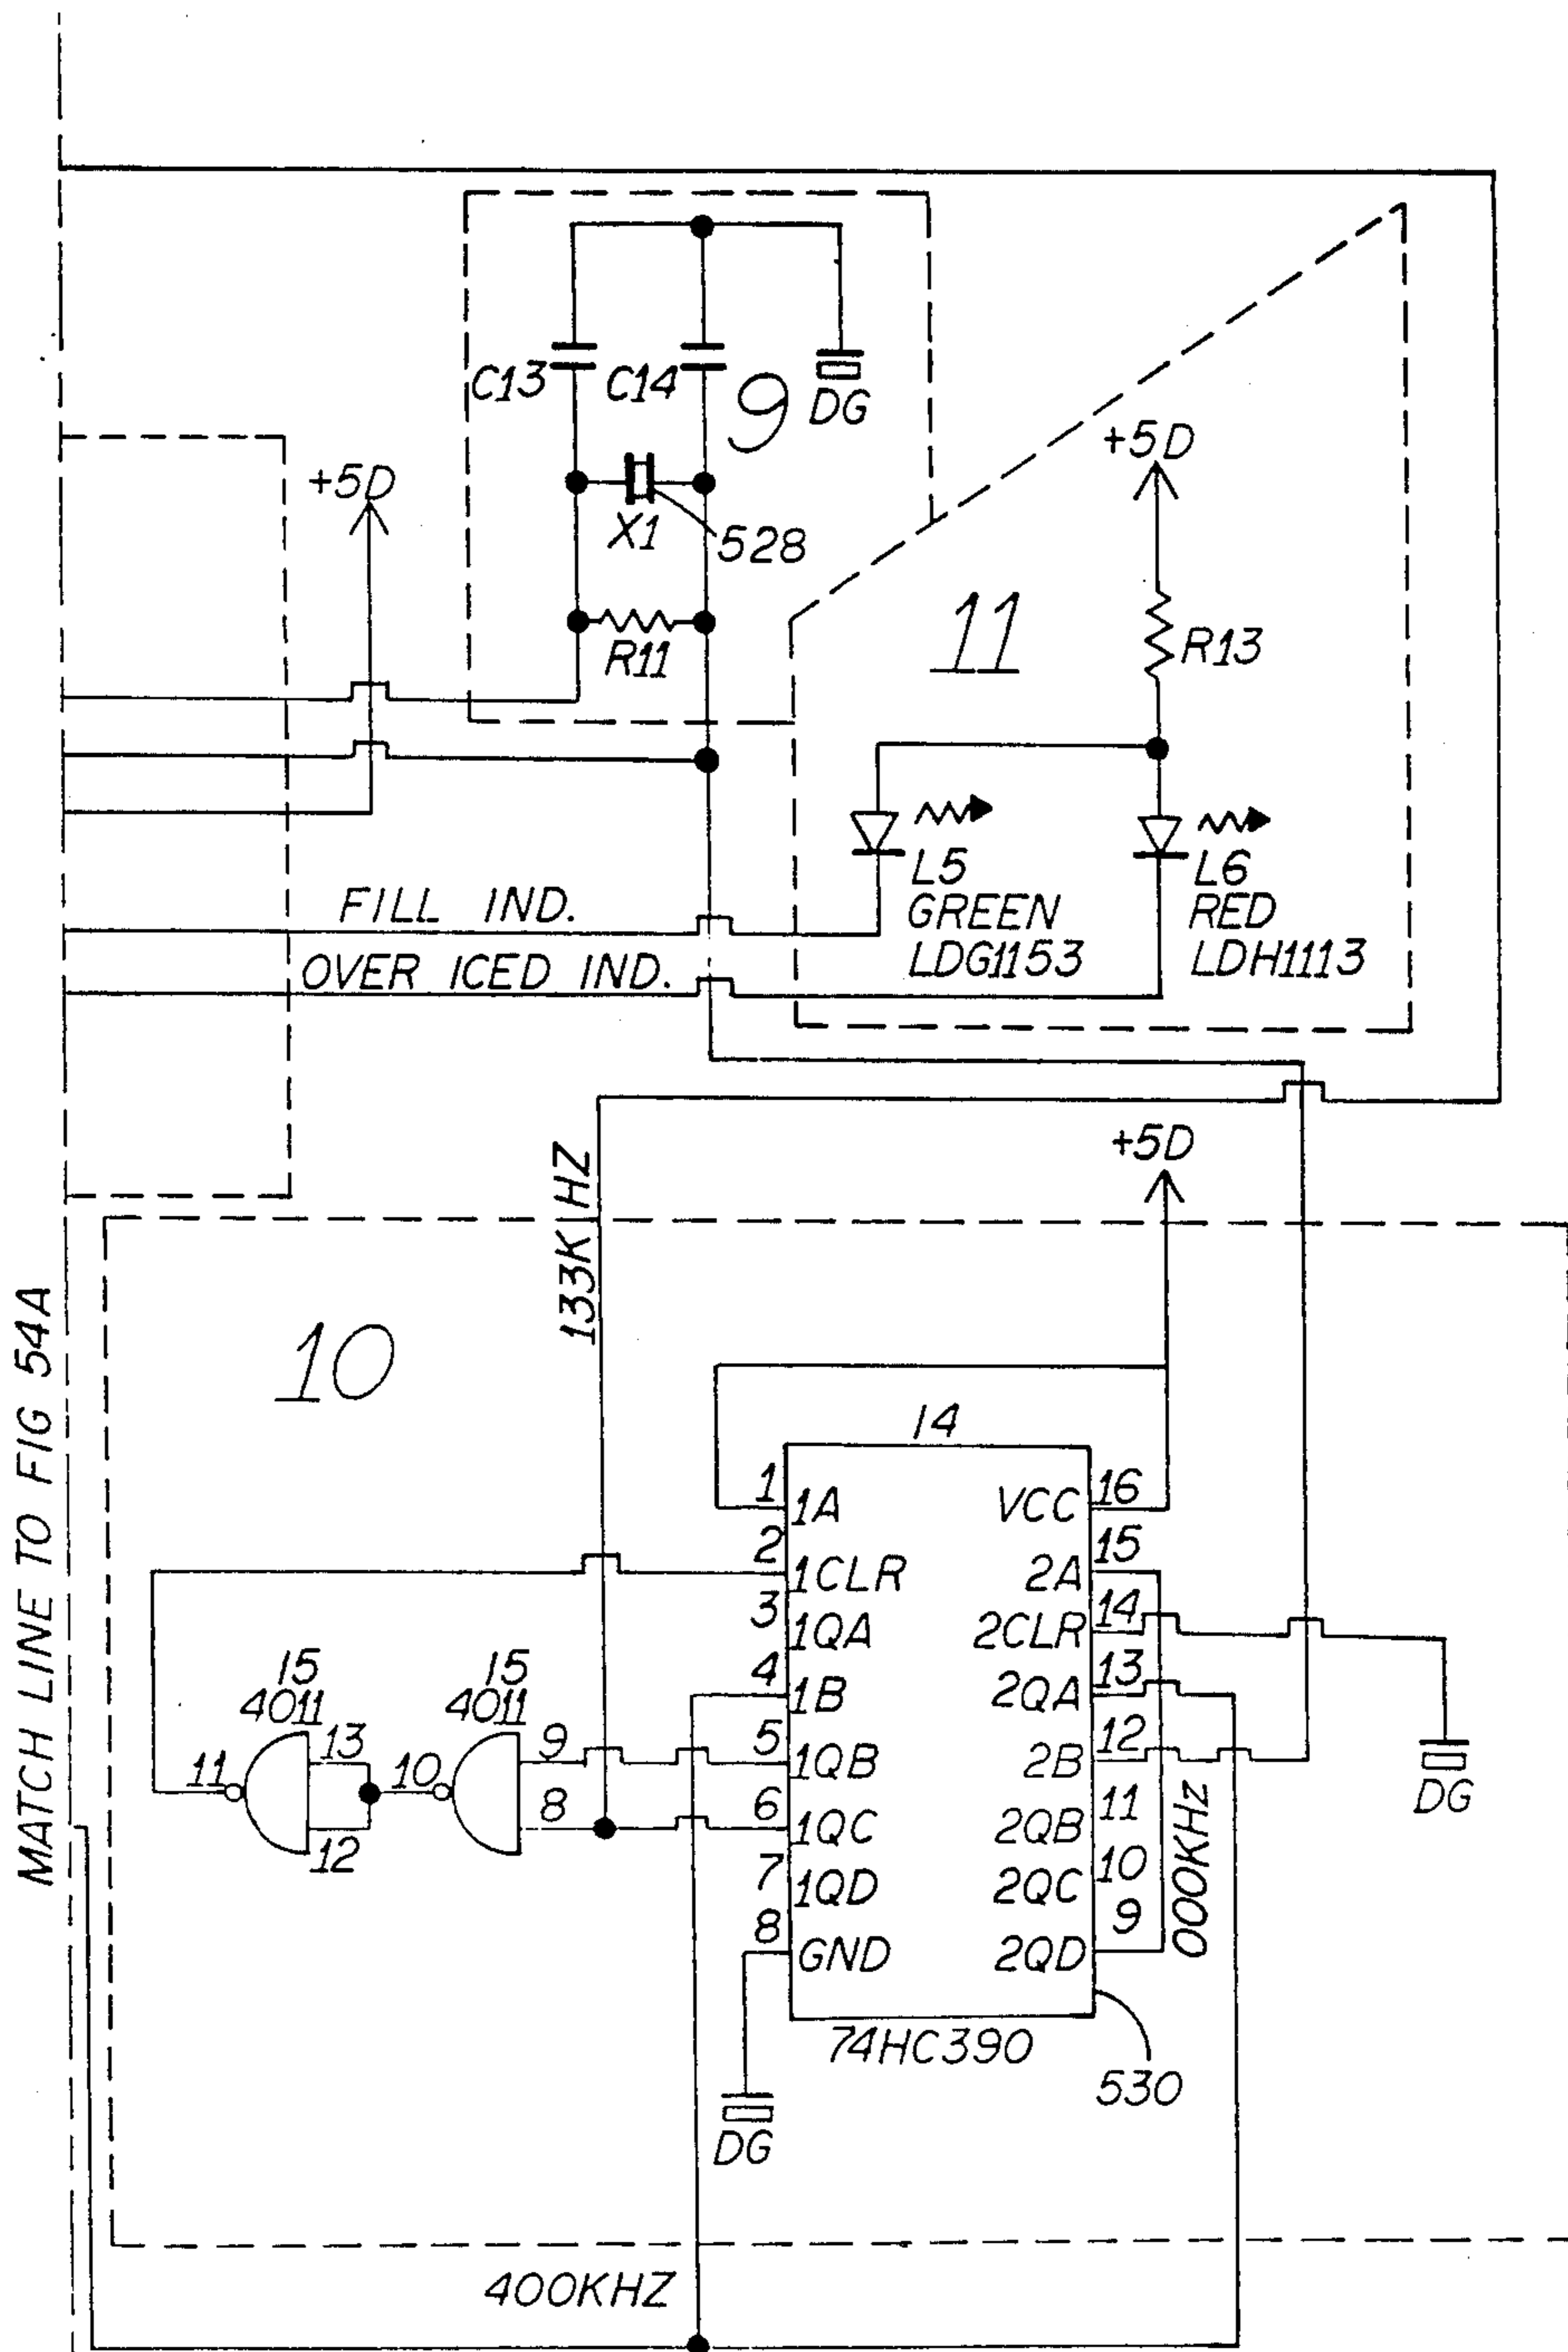 C13
C14
9
DG
+5D
+5D
X1
528
11
R11
R13
L5
GREEN
LDG1153
L6
RED
LDH1113
FILL IND.
OVER ICED IND.
133KHZ
+5D
MATCH LINE TO FIG 54A
10
14
1 1A VCC 16
2 1CLR 2A 15
3 1QA 2CLR 14
4 1B 2QA 13
5 1QB 2B 12
6 1QC 2QB 11
7 1QD 2QC 10
8 GND 2QD 9
15
4011
15
4011
11
13
12
10
9
8
000KHz
DG
74HC390
530
DG
400KHZ